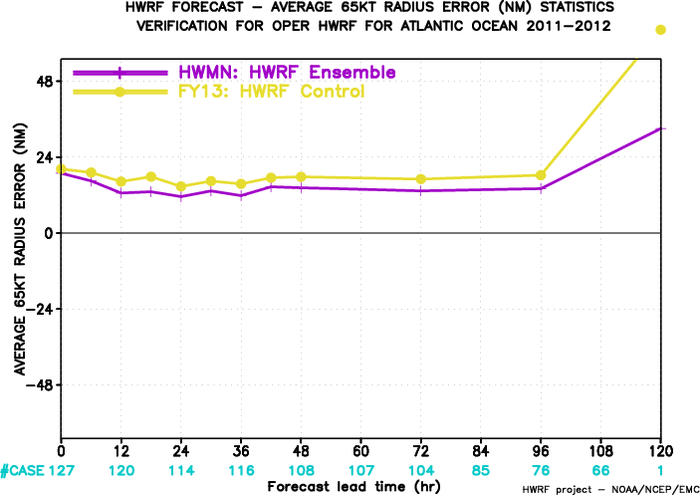 HWRF FORECAST – AVERAGE 65KT RADIUS ERROR (NM) STATISTICS
VERIFICATION FOR OPER HWRF FOR ATLANTIC OCEAN 2011–2012
HWMN: HWRF Ensemble
FY13: HWRF Control
AVERAGE 65KT RADIUS ERROR (NM)
48
24
0
−24
−48
0 12 24 36 48 60 72 84 96 108 120
#CASE 127 120 114 116 108 107 104 85 76 66 1
Forecast lead time (hr)
HWRF project – NOAA/NCEP/EMC